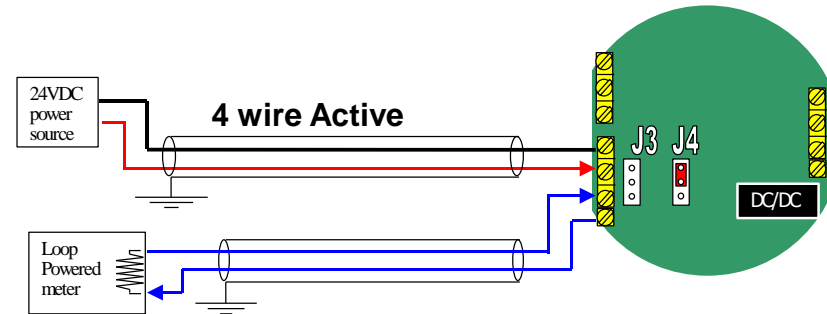 24VDC
power
source
4 wire Active
J3 J4
DC/DC
Loop
Powered
meter